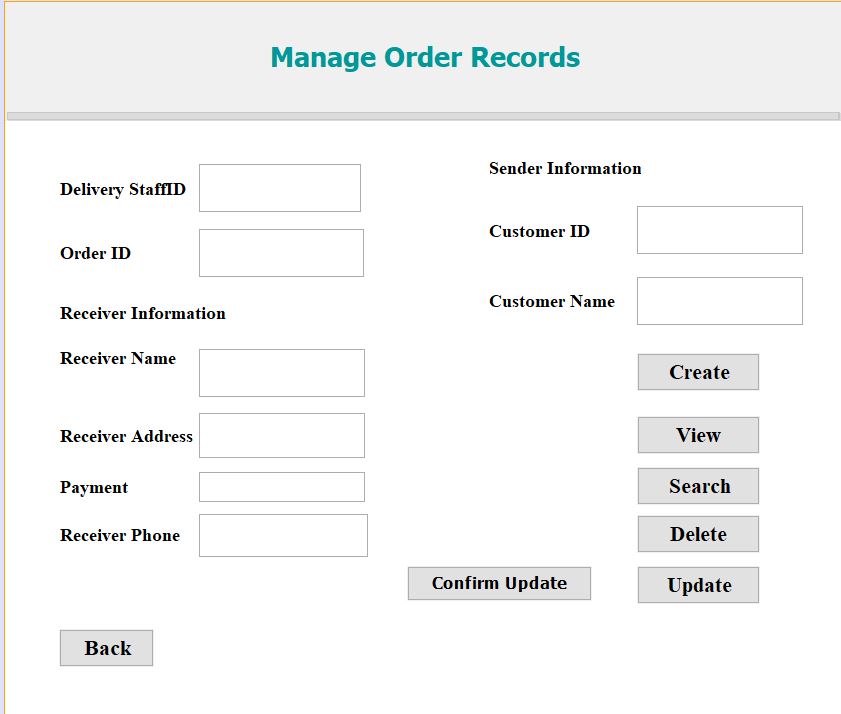 Manage Order Records
Delivery StaffID
Order ID
Receiver Information
Receiver Name
Receiver Address
Payment
Receiver Phone
Sender Information
Customer ID
Customer Name
Create
View
Search
Delete
Confirm Update
Update
Back